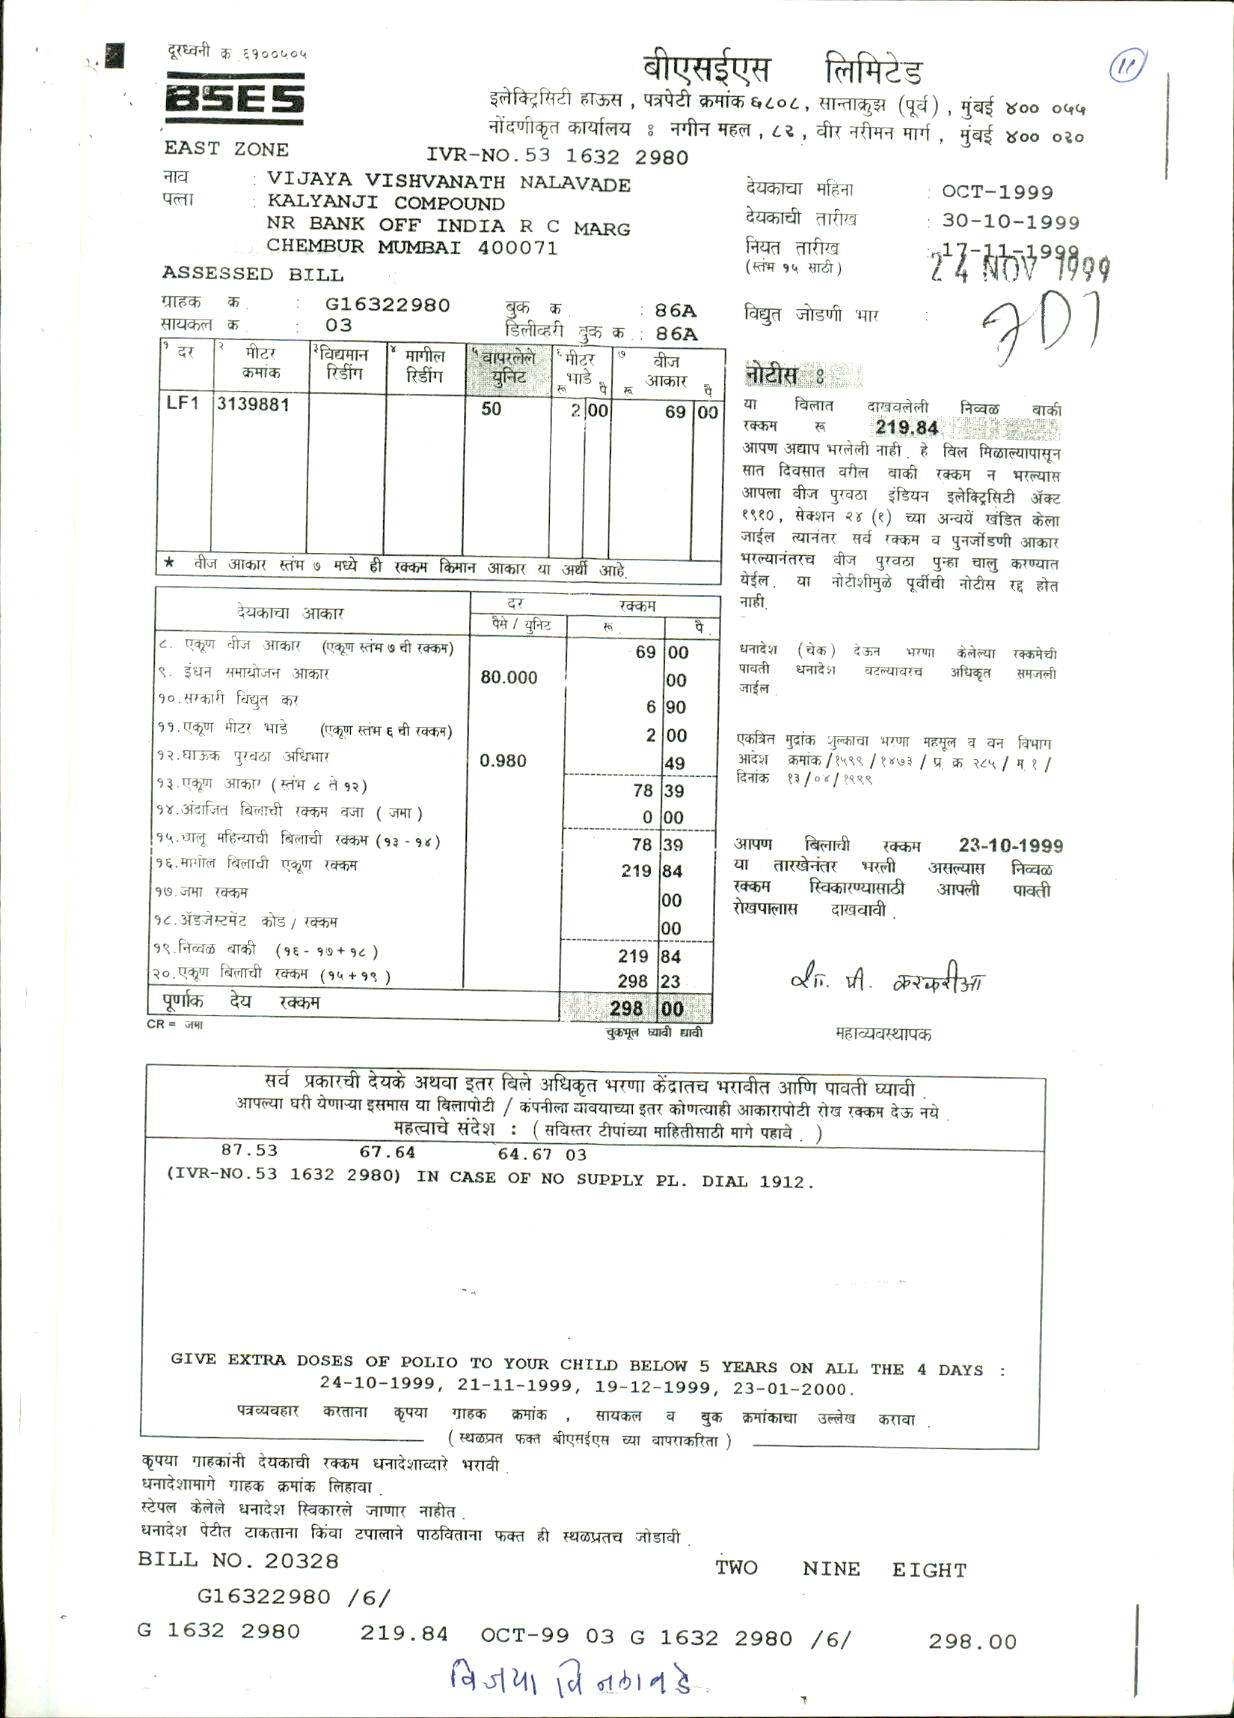 दूरध्वनी क्र ६१००५०५
11
बीएसईएस लिमिटेड
BSES
इलेक्ट्रिसिटी हाऊस , पत्रपेटी क्रमांक ६८०८, सान्ताक्रुझ (पूर्व) , मुंबई ४०० ०५५
नोंदणीकृत कार्यालय : नगीन महल , ८२ , वीर नरीमन मार्ग , मुंबई ४०० ०२०
EAST ZONE IVR-NO.53 1632 2980
नाव : VIJAYA VISHVANATH NALAVADE
पत्ता : KALYANJI COMPOUND
NR BANK OFF INDIA R C MARG
CHEMBUR MUMBAI 400071
देयकाचा महिना : OCT-1999
देयकाची तारीख : 30-10-1999
नियत तारीख : 17-11-1999
(स्तंभ १५ साठी)
24 NOV 1999
ASSESSED BILL
ग्राहक क : G16322980 बुक क : 86A
सायकल क : 03 डिलीव्हरी बुक क : 86A
विद्युत जोडणी भार :
१ दर २ मीटर क्रमांक ३ विद्यमान रिडींग ४ मागील रिडींग ५ वापरलेले युनिट ६ मीटर भाडे रू पै ७ वीज आकार रू पै
LF1 3139881 50 2 00 69 00
* वीज आकार स्तंभ ७ मध्ये ही रक्कम किमान आकार या अर्थी आहे.
नोटीस :
या बिलात दाखवलेली निव्वळ बाकी
रक्कम रू 219.84
आपण अद्याप भरलेली नाही. हे बिल मिळाल्यापासून
सात दिवसात वरील बाकी रक्कम न भरल्यास
आपला वीज पुरवठा इंडियन इलेक्ट्रिसिटी ॲक्ट
१९१०, सेक्शन २४ (१) च्या अन्वयें खंडित केला
जाईल त्यानंतर सर्व रक्कम व पुनर्जोडणी आकार
भरल्यानंतरच वीज पुरवठा पुन्हा चालु करण्यात
येईल. या नोटीशीमुळे पूर्वीची नोटीस रद्द होत
नाही.
देयकाचा आकार दर रक्कम
पैसे / युनिट रू. पै.
८. एकूण वीज आकार (एकूण स्तंभ ७ ची रक्कम) 69 00
९. इंधन समायोजन आकार 80.000 00
१०.सरकारी विद्युत कर 6 90
११.एकूण मीटर भाडे (एकूण स्तंभ ६ ची रक्कम) 2 00
१२.घाऊक पुरवठा अधिभार 0.980 49
१३.एकूण आकार (स्तंभ ८ ते १२) 78 39
१४.अंदाजित बिलाची रक्कम वजा ( जमा ) 0 00
१५.चालू महिन्याची बिलाची रक्कम (१३ - १४) 78 39
१६.मागील बिलाची एकूण रक्कम 219 84
१७.जमा रक्कम 00
१८.ॲडजेस्टमेंट कोड / रक्कम 00
१९.निव्वळ बाकी (१६ - १७ + १८) 219 84
२०.एकूण बिलाची रक्कम (१५ + १९) 298 23
पूर्णांक देय रक्कम 298 00
CR = जमा चुकभूल घ्यावी द्यावी
धनादेश (चेक) देऊन भरणा केलेल्या रक्कमेची
पावती धनादेश वटल्यावरच अधिकृत समजली
जाईल
एकत्रित मुद्रांक शुल्काचा भरणा महसूल व वन विभाग
आदेश क्रमांक /१५९९ /१४७३ / प्र क्र २८५ / म १ /
दिनांक १३/०४/१९९९
आपण बिलाची रक्कम 23-10-1999
या तारखेनंतर भरली असल्यास निव्वळ
रक्कम स्विकारण्यासाठी आपली पावती
रोखपालास दाखवावी.
महाव्यवस्थापक
सर्व प्रकारची देयके अथवा इतर बिले अधिकृत भरणा केंद्रातच भरावीत आणि पावती घ्यावी.
आपल्या घरी येणाऱ्या इसमास या बिलापोटी / कंपनीला द्यावयाच्या इतर कोणत्याही आकारापोटी रोख रक्कम देऊ नये.
महत्वाचे संदेश : ( सविस्तर टीपांच्या माहितीसाठी मागे पहावे. )
87.53 67.64 64.67 03
(IVR-NO.53 1632 2980) IN CASE OF NO SUPPLY PL. DIAL 1912.
GIVE EXTRA DOSES OF POLIO TO YOUR CHILD BELOW 5 YEARS ON ALL THE 4 DAYS :
24-10-1999, 21-11-1999, 19-12-1999, 23-01-2000.
पत्रव्यवहार करताना कृपया ग्राहक क्रमांक , सायकल व बुक क्रमांकाचा उल्लेख करावा.
( स्थळप्रत फक्त बीएसईएस च्या वापराकरिता )
कृपया गाहकांनी देयकाची रक्कम धनादेशाव्दारे भरावी.
धनादेशामागे गाहक क्रमांक लिहावा.
स्टेपल केलेले धनादेश स्विकारले जाणार नाहीत.
धनादेश पेटीत टाकताना किंवा टपालाने पाठविताना फक्त ही स्थळप्रतच जोडावी.
BILL NO. 20328 TWO NINE EIGHT
G16322980 /6/
G 1632 2980 219.84 OCT-99 03 G 1632 2980 /6/ 298.00
विजया वि नलावडे